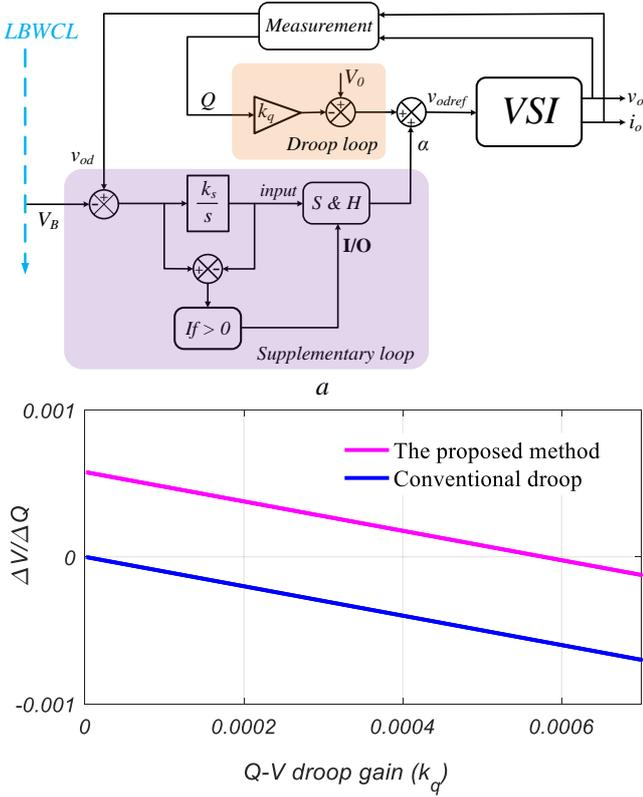 LBWCL
Measurement
V0
Q
kq
Droop loop
vodref
VSI
vo
io
vod
α
VB
ks
s
input
S & H
I/O
If > 0
Supplementary loop
a
0.001
The proposed method
Conventional droop
ΔV/ΔQ
0
-0.001
0
0.0002
0.0004
0.0006
Q-V droop gain (kq)